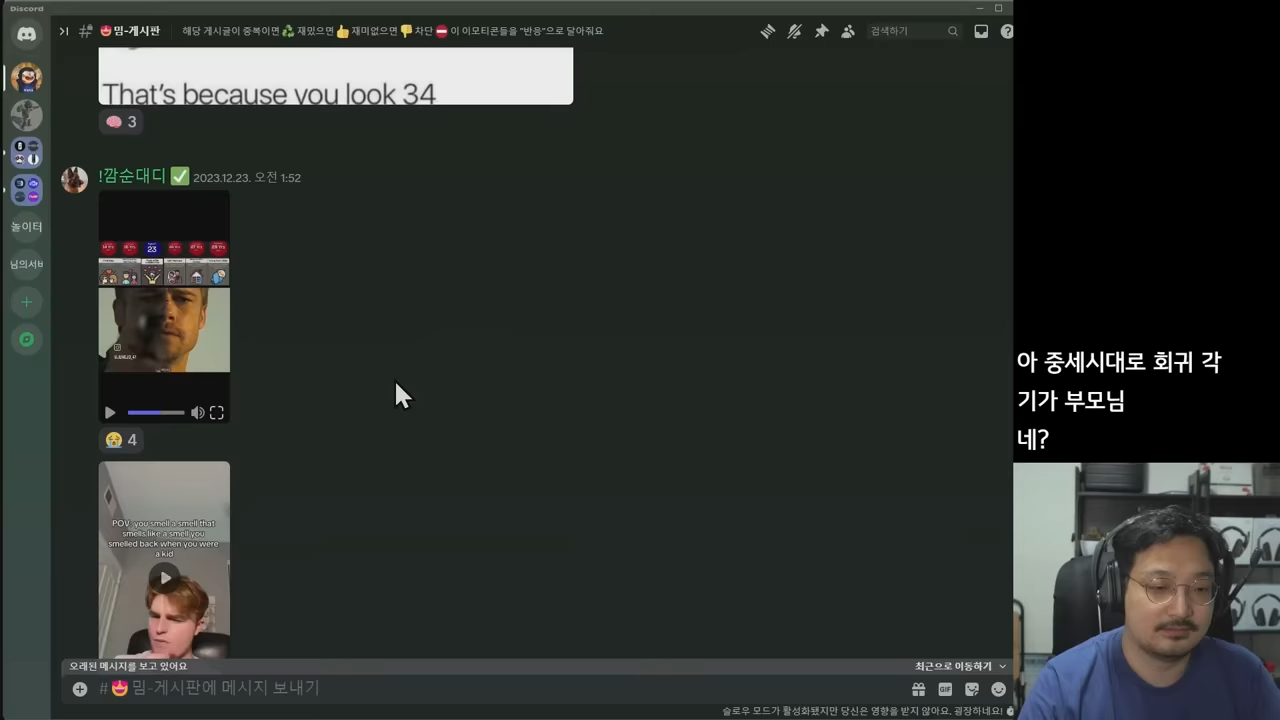 Discord
밈-게시판
해당 게시글이 중복이면♻️ 재밌으면👍 재미없으면👎 차단⛔ 이 이모티콘들을 "반응"으로 달아줘요
검색하기
That's because you look 34
3
!깜순대디 2023.12.23. 오전 1:52
23
4
놀이터
님의서버
POV: you smell a smell that
smells like a smell you
smelled back when you were
a kid
아 중세시대로 회귀 각
기가 부모님
네?
오래된 메시지를 보고 있어요
최근으로 이동하기
#🤩밈-게시판에 메시지 보내기
GIF
슬로우 모드가 활성화됐지만 당신은 영향을 받지 않아요. 굉장하네요!